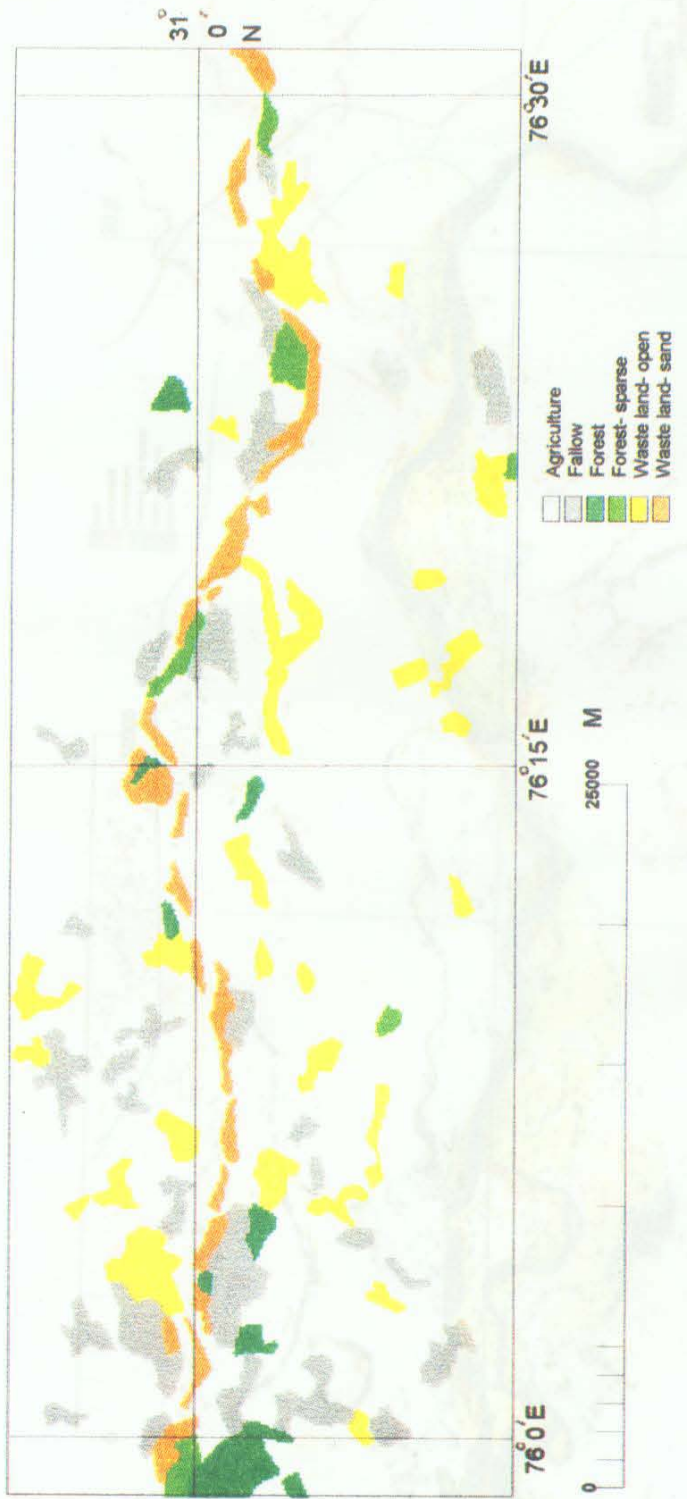 31°
0′
N
76°0′E
76°15′E
76°30′E
Agriculture
Fallow
Forest
Forest- sparse
Waste land- open
Waste land- sand
0 25000 M